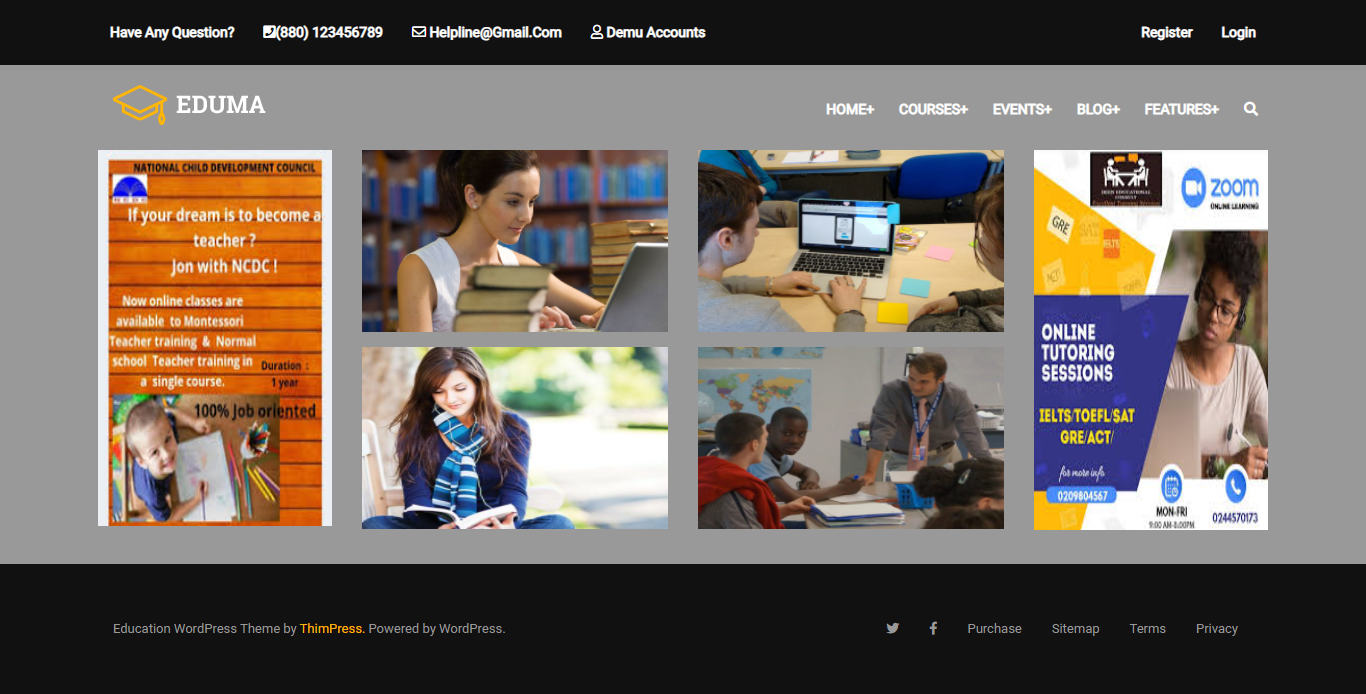 Have Any Question?
(880) 123456789
Helpline@Gmail.Com
Demu Accounts
Register
Login
EDUMA
HOME+
COURSES+
EVENTS+
BLOG+
FEATURES+
NATIONAL CHILD DEVELOPMENT COUNCIL
If your dream is to become a
teacher ?
Jon with NCDC !
Now online classes are
available to Montessori
Teacher training & Normal
school Teacher training in
a single course.
Duration :
1 year
100% Job oriented
zoom
ONLINE LEARNING
GRE
SAT
IELTS
ONLINE
TUTORING
SESSIONS
IELTS/TOEFL/SAT
GRE/ACT/
for more info
0209804567
MON-FRI
9:00 AM-8:00PM
0244570173
Education WordPress Theme by ThimPress. Powered by WordPress.
Purchase
Sitemap
Terms
Privacy